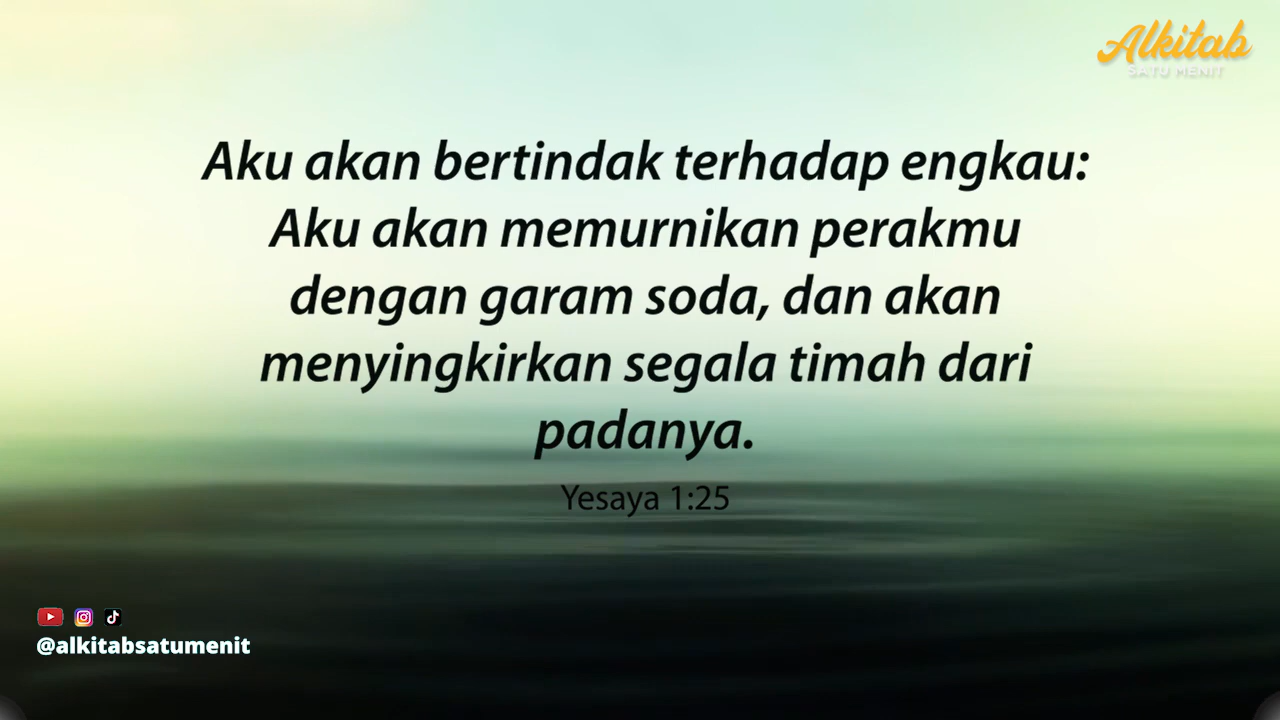 Alkitab
SATU MENIT
Aku akan bertindak terhadap engkau:
Aku akan memurnikan perakmu
dengan garam soda, dan akan
menyingkirkan segala timah dari
padanya.
Yesaya 1:25
@alkitabsatumenit